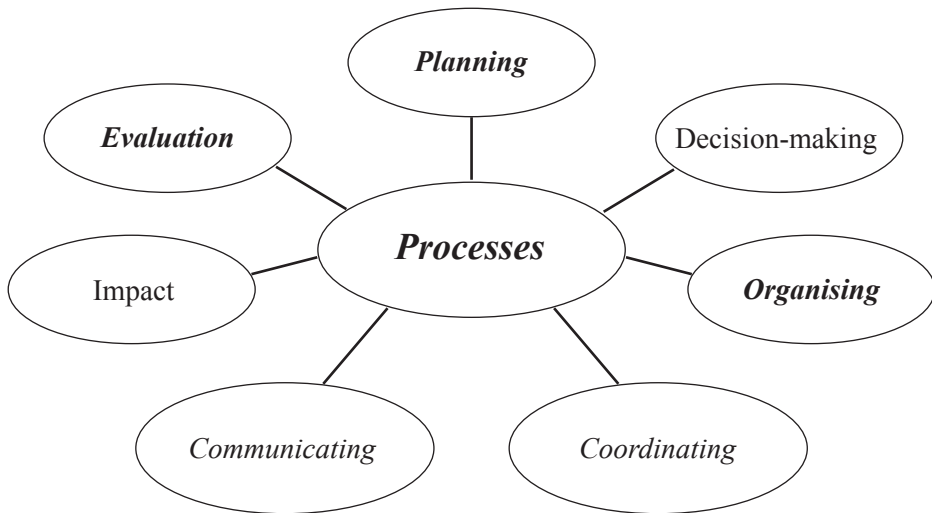 Planning
Evaluation
Decision-making
Processes
Impact
Organising
Communicating
Coordinating